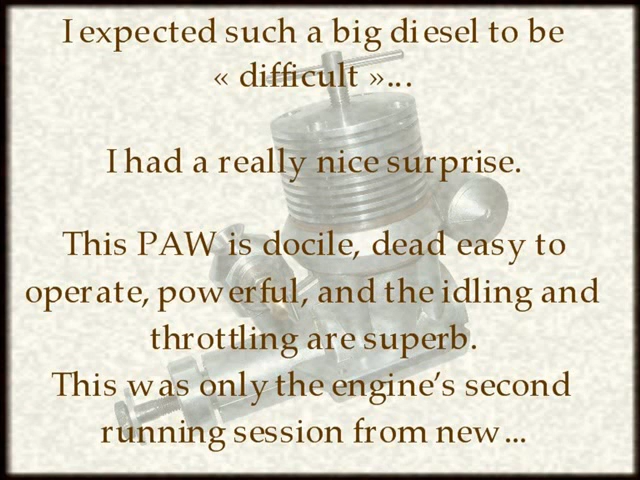 I expected such a big diesel to be
« difficult »...
I had a really nice surprise.
This PAW is docile, dead easy to
operate, powerful, and the idling and
throttling are superb.
This was only the engine’s second
running session from new...